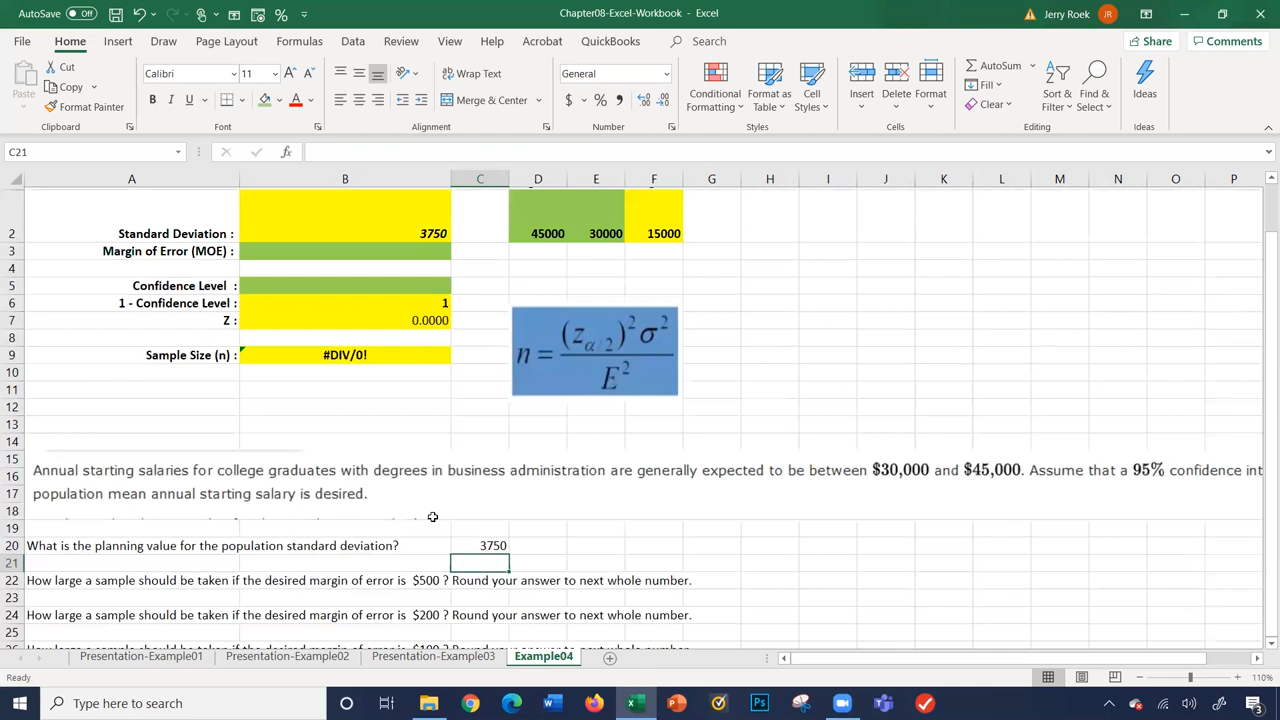 AutoSave Off Chapter08-Excel-Workbook - Excel Jerry Roek JR
File Home Insert Draw Page Layout Formulas Data Review View Help Acrobat QuickBooks Search Share Comments
Paste Cut Copy Format Painter
Calibri 11 Wrap Text General
B I U A Merge & Center $ % ,
Conditional Formatting Format as Table Cell Styles
Insert Delete Format
AutoSum Fill Clear
Sort & Filter Find & Select Ideas
Clipboard Font Alignment Number Styles Cells Editing Ideas
C21 fx
A B C D E F G H I J K L M N O P
2 Standard Deviation : 3750 45000 30000 15000
3 Margin of Error (MOE) :
4
5 Confidence Level :
6 1 - Confidence Level : 1
7 Z : 0.0000
8
9 Sample Size (n) : #DIV/0!
n = (zα/2)² σ² / E²
10
11
12
13
14
15
16 Annual starting salaries for college graduates with degrees in business administration are generally expected to be between $30,000 and $45,000. Assume that a 95% confidence int
17 population mean annual starting salary is desired.
18
19
20 What is the planning value for the population standard deviation? 3750
21
22 How large a sample should be taken if the desired margin of error is $500 ? Round your answer to next whole number.
23
24 How large a sample should be taken if the desired margin of error is $200 ? Round your answer to next whole number.
25
Presentation-Example01 Presentation-Example02 Presentation-Example03 Example04
Ready 110%
Type here to search